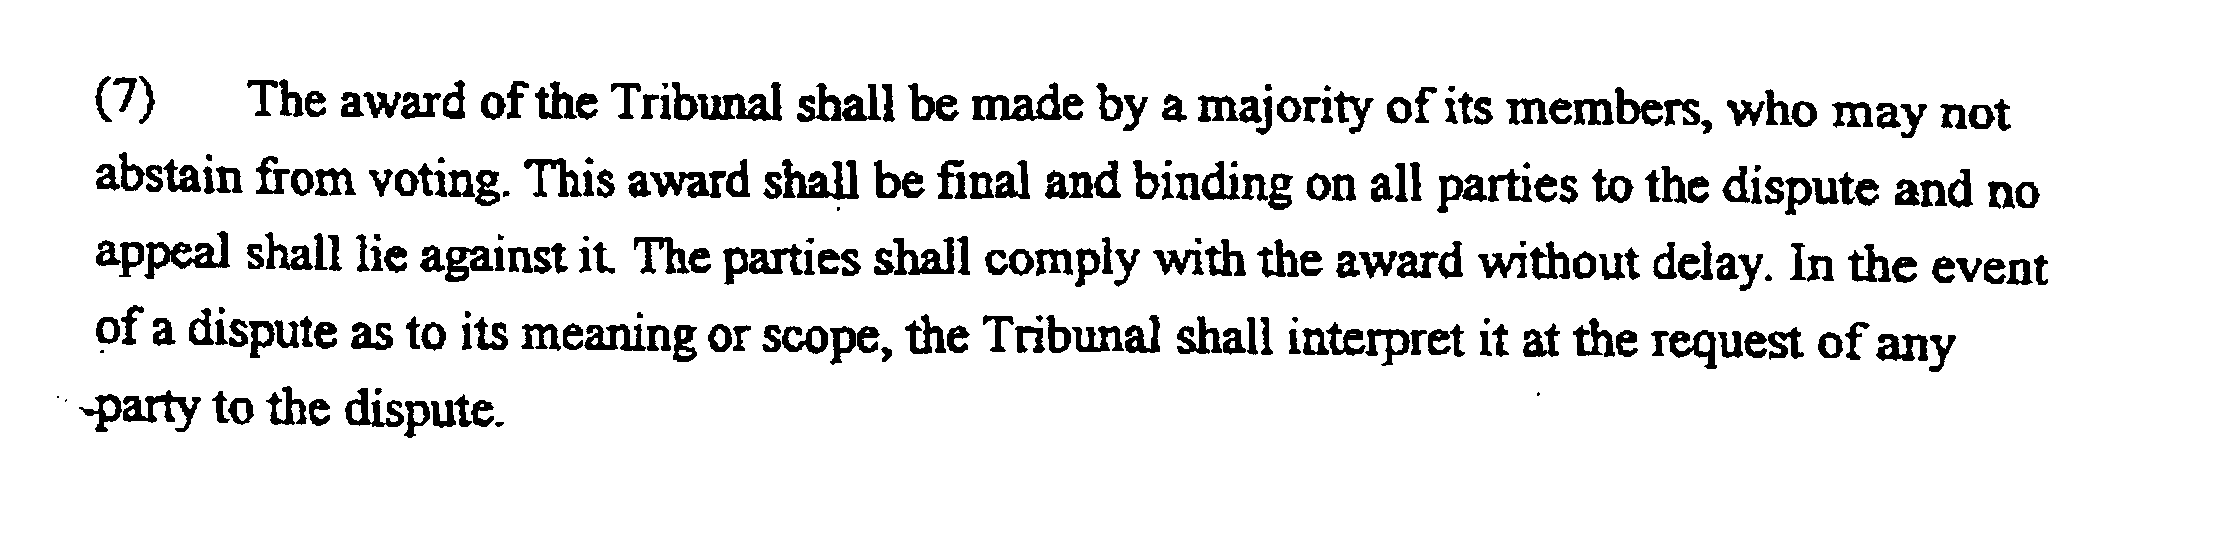 (7) The award of the Tribunal shall be made by a majority of its members, who may not
abstain from voting. This award shall be final and binding on all parties to the dispute and no
appeal shall lie against it. The parties shall comply with the award without delay. In the event
of a dispute as to its meaning or scope, the Tribunal shall interpret it at the request of any
party to the dispute.